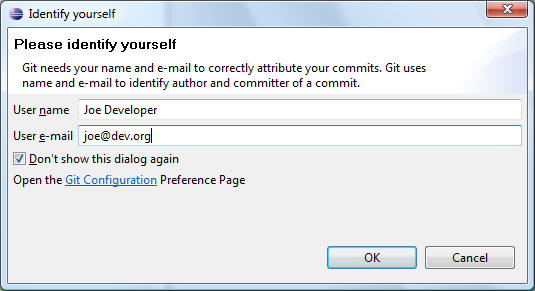 Identify yourself
Please identify yourself
Git needs your name and e-mail to correctly attribute your commits. Git uses
name and e-mail to identify author and committer of a commit.
User name Joe Developer
User e-mail joe@dev.org
Don't show this dialog again
Open the Git Configuration Preference Page
OK Cancel